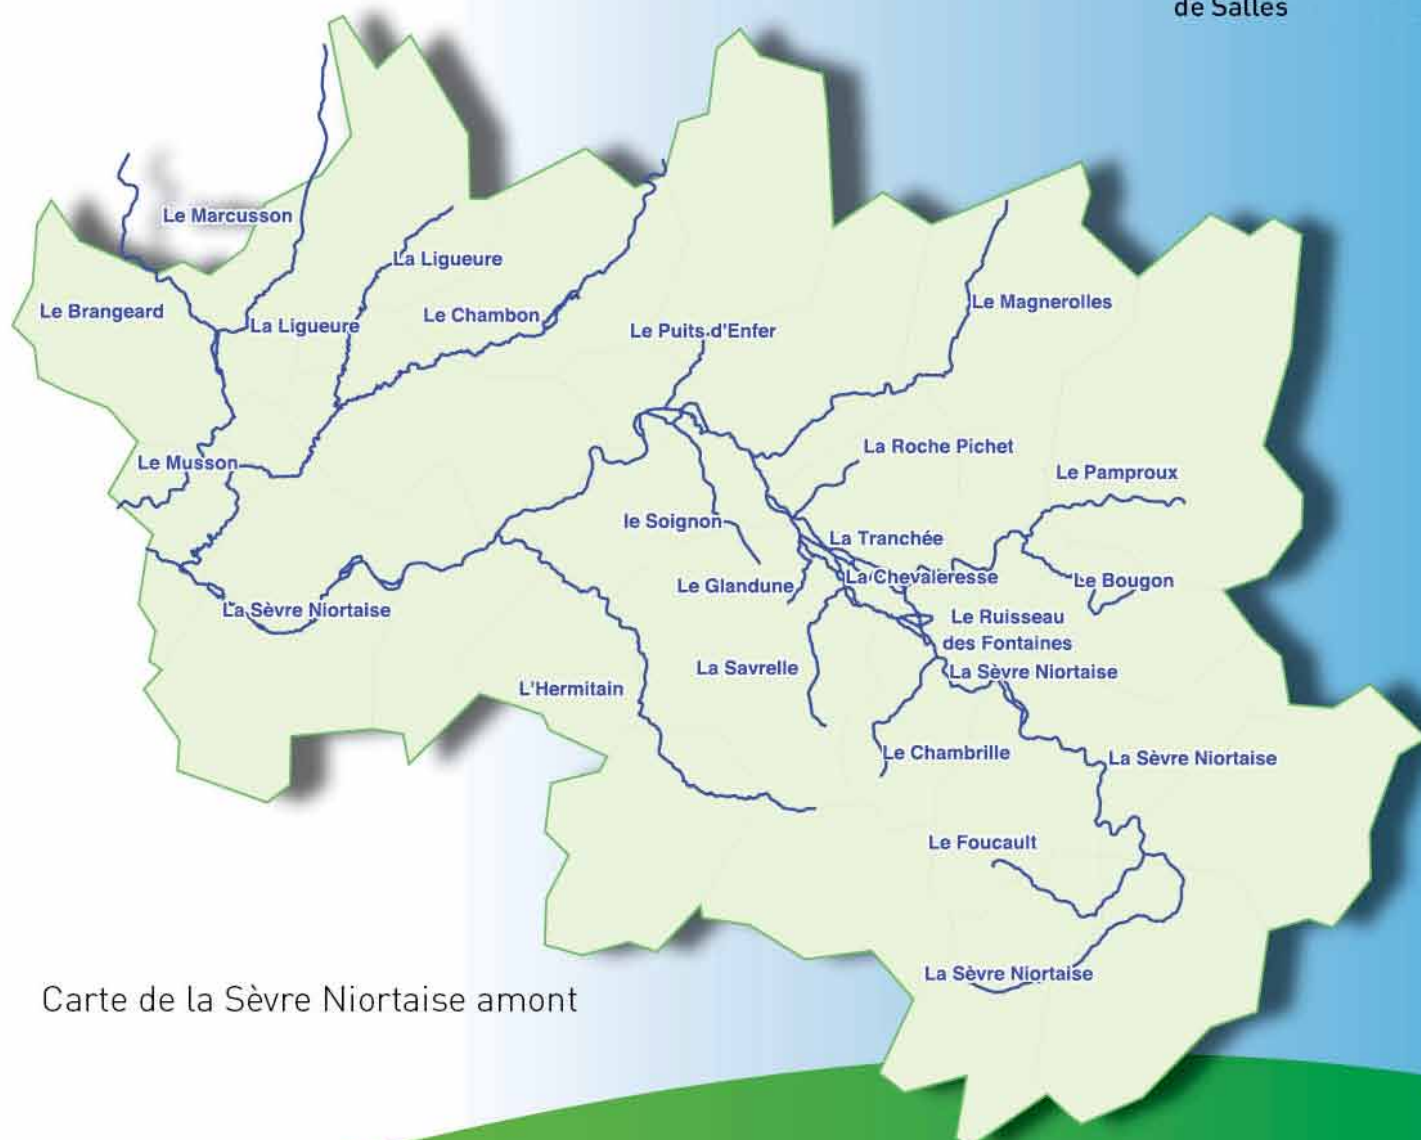 de Salles
Le Marcusson
La Ligueure
Le Brangeard
La Ligueure
Le Chambon
Le Puits d'Enfer
Le Magnerolles
La Roche Pichet
Le Musson
Le Pamproux
le Soignon
La Tranchée
La Chevaleresse
Le Glandune
Le Bougon
La Sèvre Niortaise
Le Ruisseau
des Fontaines
La Savrelle
La Sèvre Niortaise
L'Hermitain
Le Chambrille
La Sèvre Niortaise
Le Foucault
La Sèvre Niortaise
Carte de la Sèvre Niortaise amont